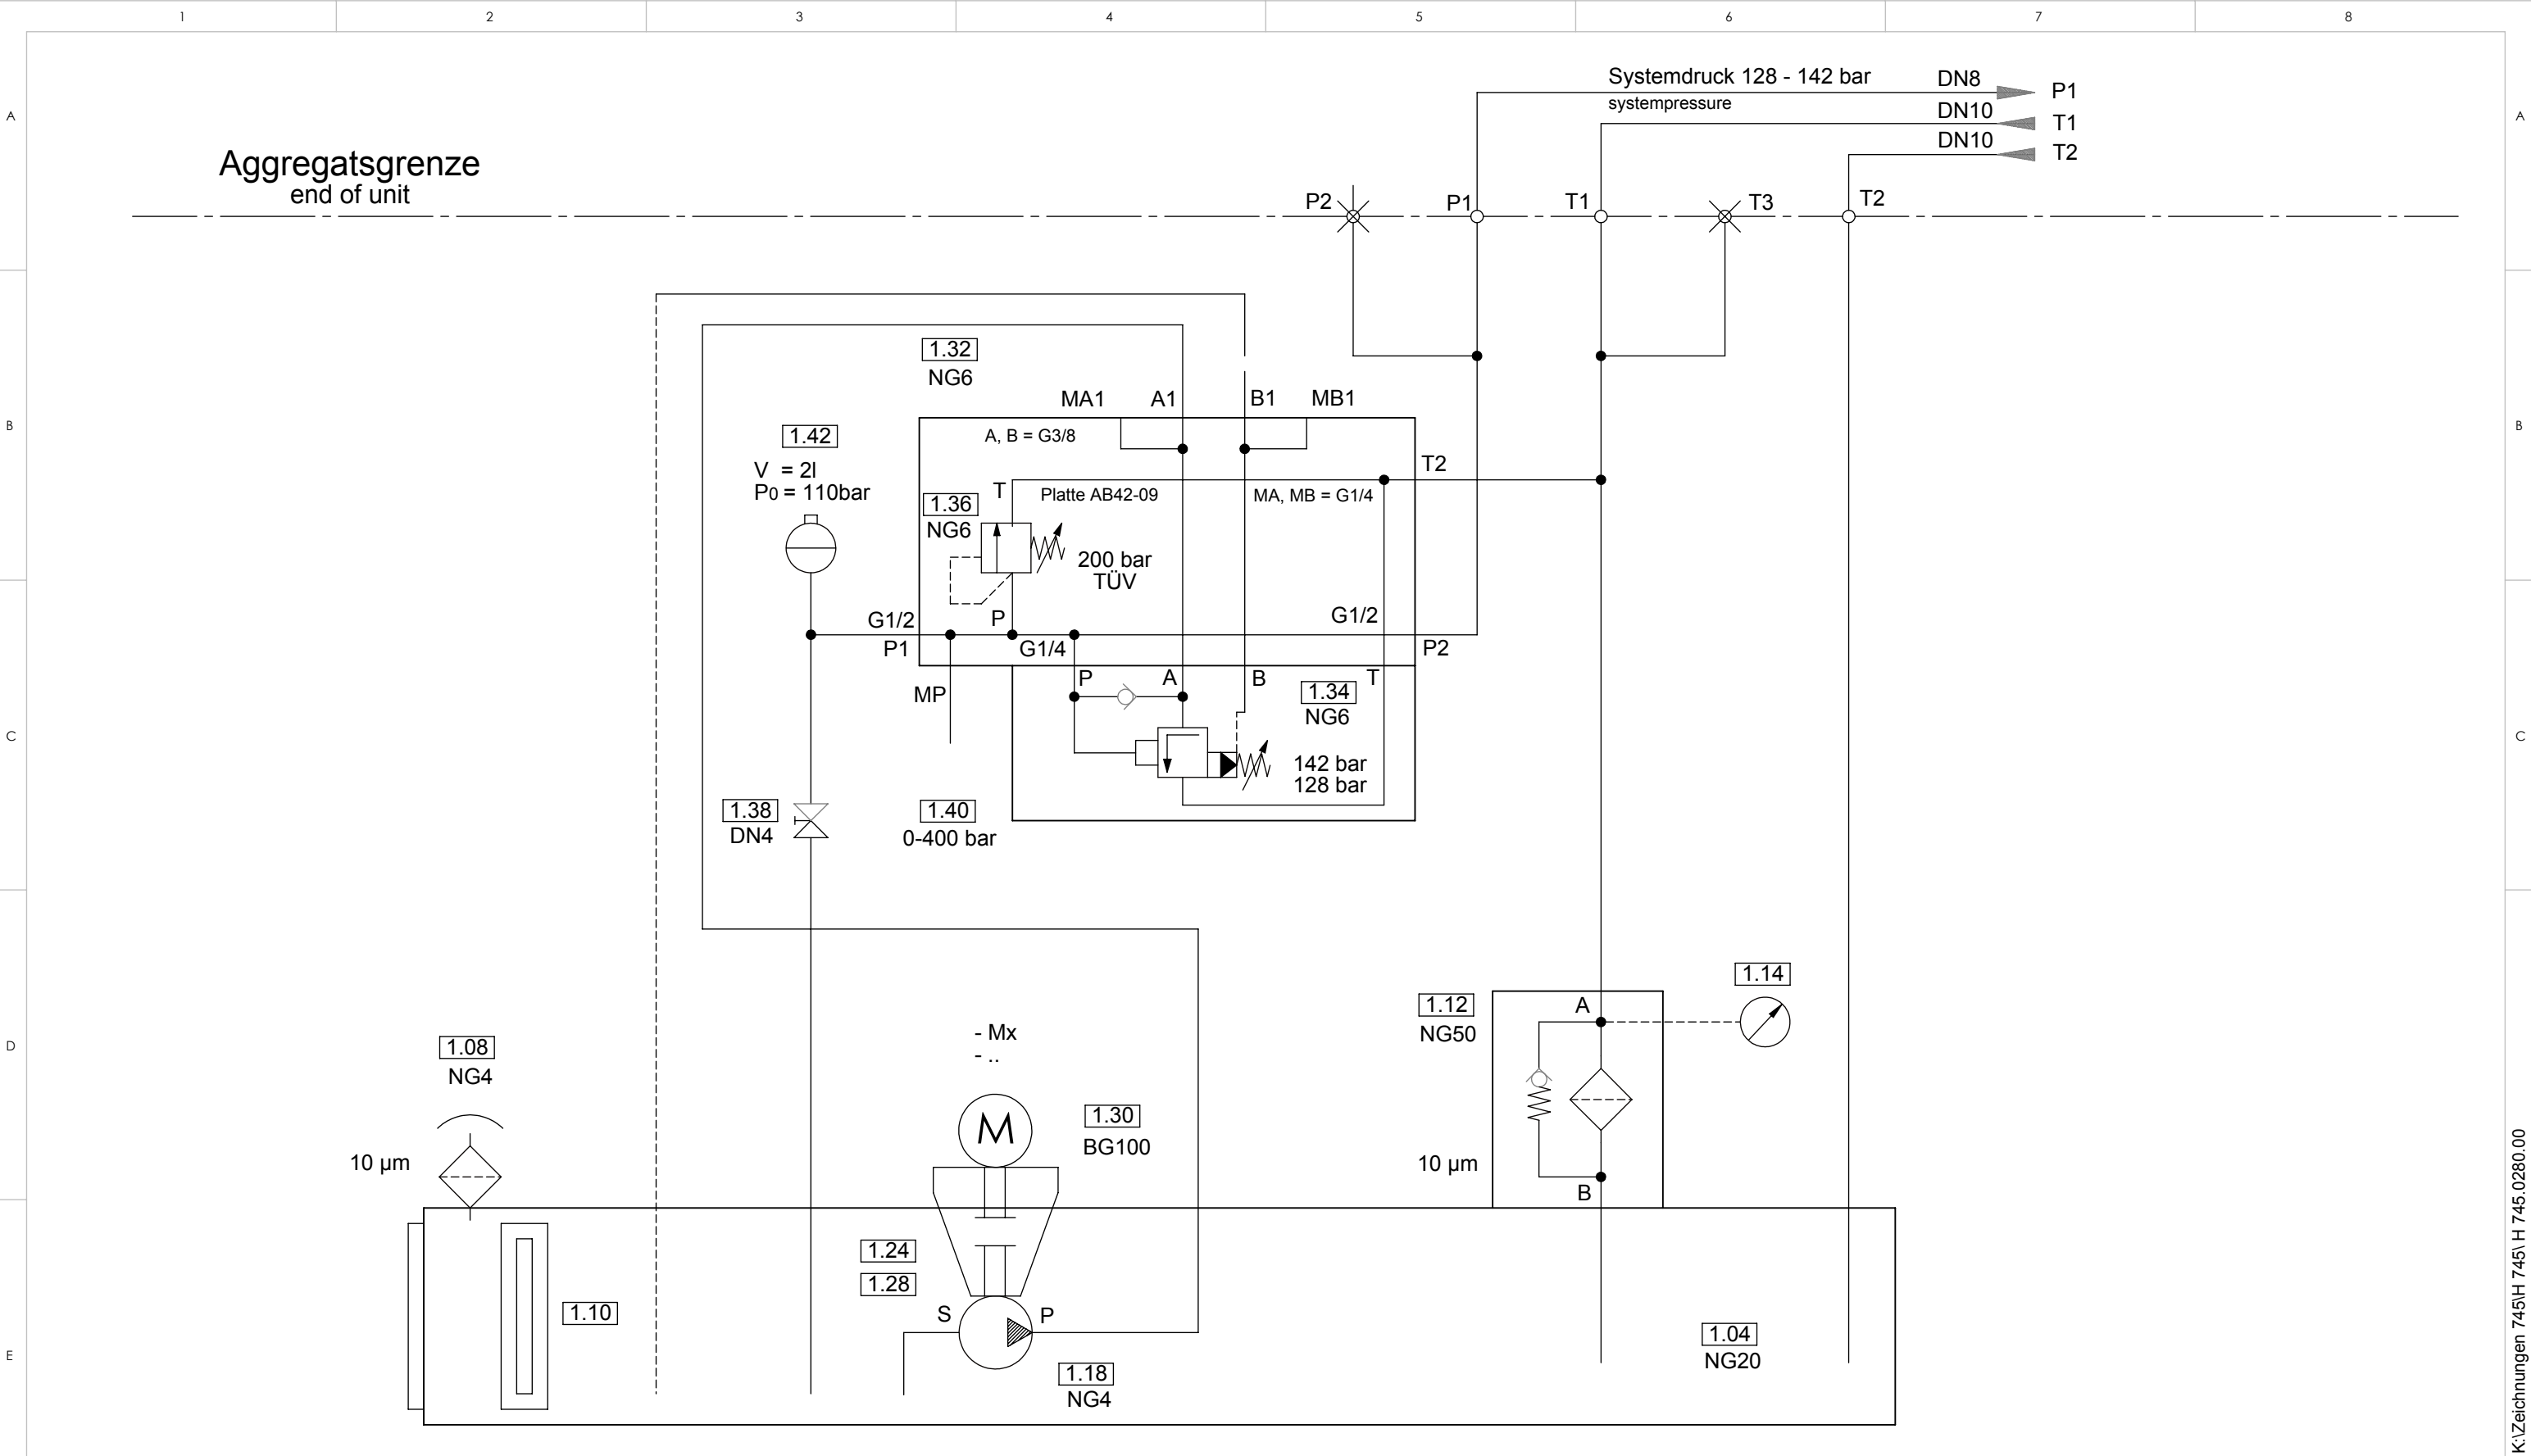 1 2 3 4 5 6 7 8
Systemdruck 128 - 142 bar
systempressure
DN8
P1
DN10
T1
DN10
T2
A
A
Aggregatsgrenze
end of unit
P2
P1
T1
T3
T2
1.32
NG6
MA1
A1
B1
MB1
B
B
A, B = G3/8
1.42
V = 2l
P0 = 110bar
T2
T
Platte AB42-09
MA, MB = G1/4
1.36
NG6
200 bar
TÜV
G1/2
P
G1/2
P1
G1/4
P2
MP
P
A
B
T
1.34
NG6
C
C
142 bar
128 bar
1.38
DN4
1.40
0-400 bar
1.14
1.12
NG50
A
- Mx
- ..
D
D
1.08
NG4
M
1.30
BG100
10 µm
10 µm
B
1.24
1.28
1.10
S
P
1.04
NG20
E
1.18
NG4
K:\Zeichnungen 745\H 745\ H 745.0280.00